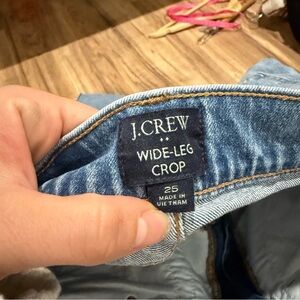 J.CREW
WIDE-LEG
CROP
25
MADE IN
VIETNAM